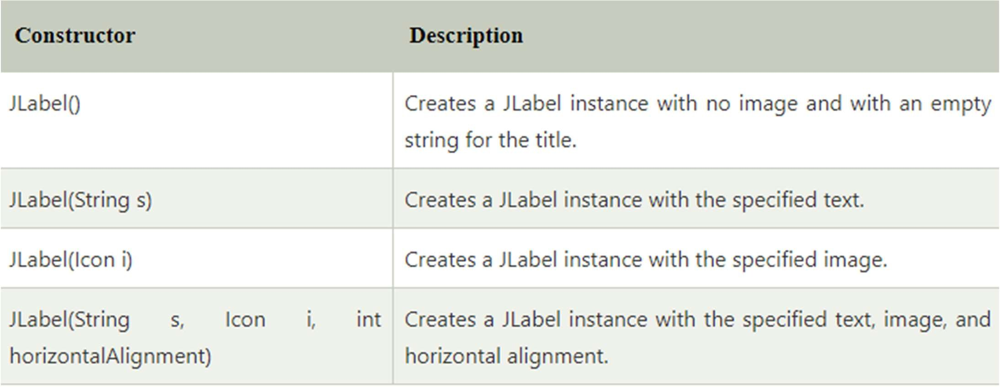 Constructor Description
JLabel() Creates a JLabel instance with no image and with an empty
string for the title.
JLabel(String s) Creates a JLabel instance with the specified text.
JLabel(Icon i) Creates a JLabel instance with the specified image.
JLabel(String s, Icon i, int Creates a JLabel instance with the specified text, image, and
horizontalAlignment) horizontal alignment.